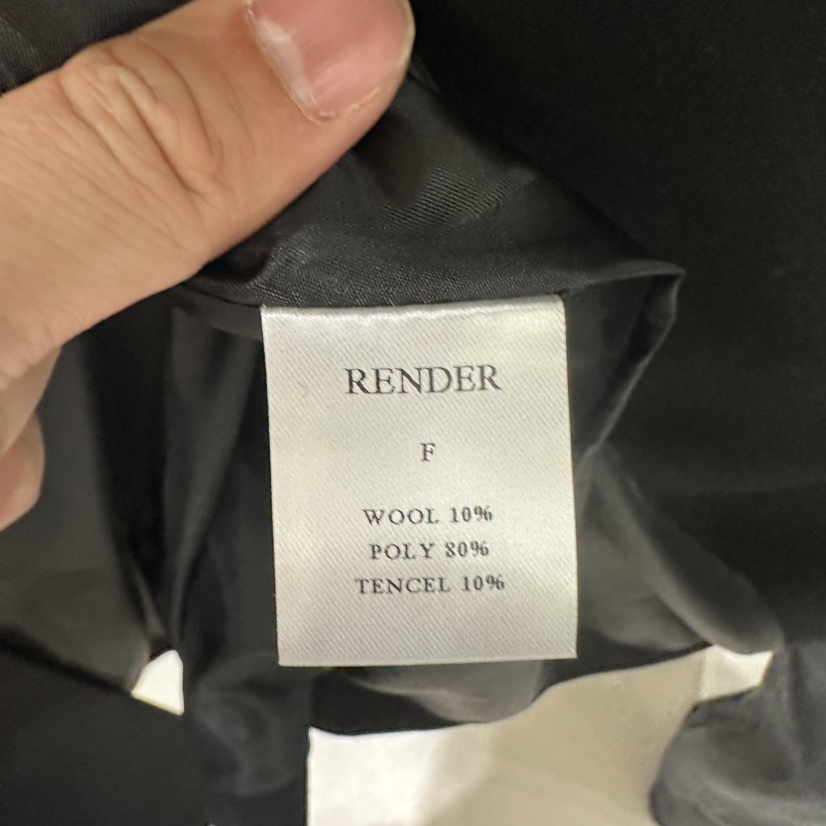 RENDER
F
WOOL 10%
POLY 80%
TENCEL 10%